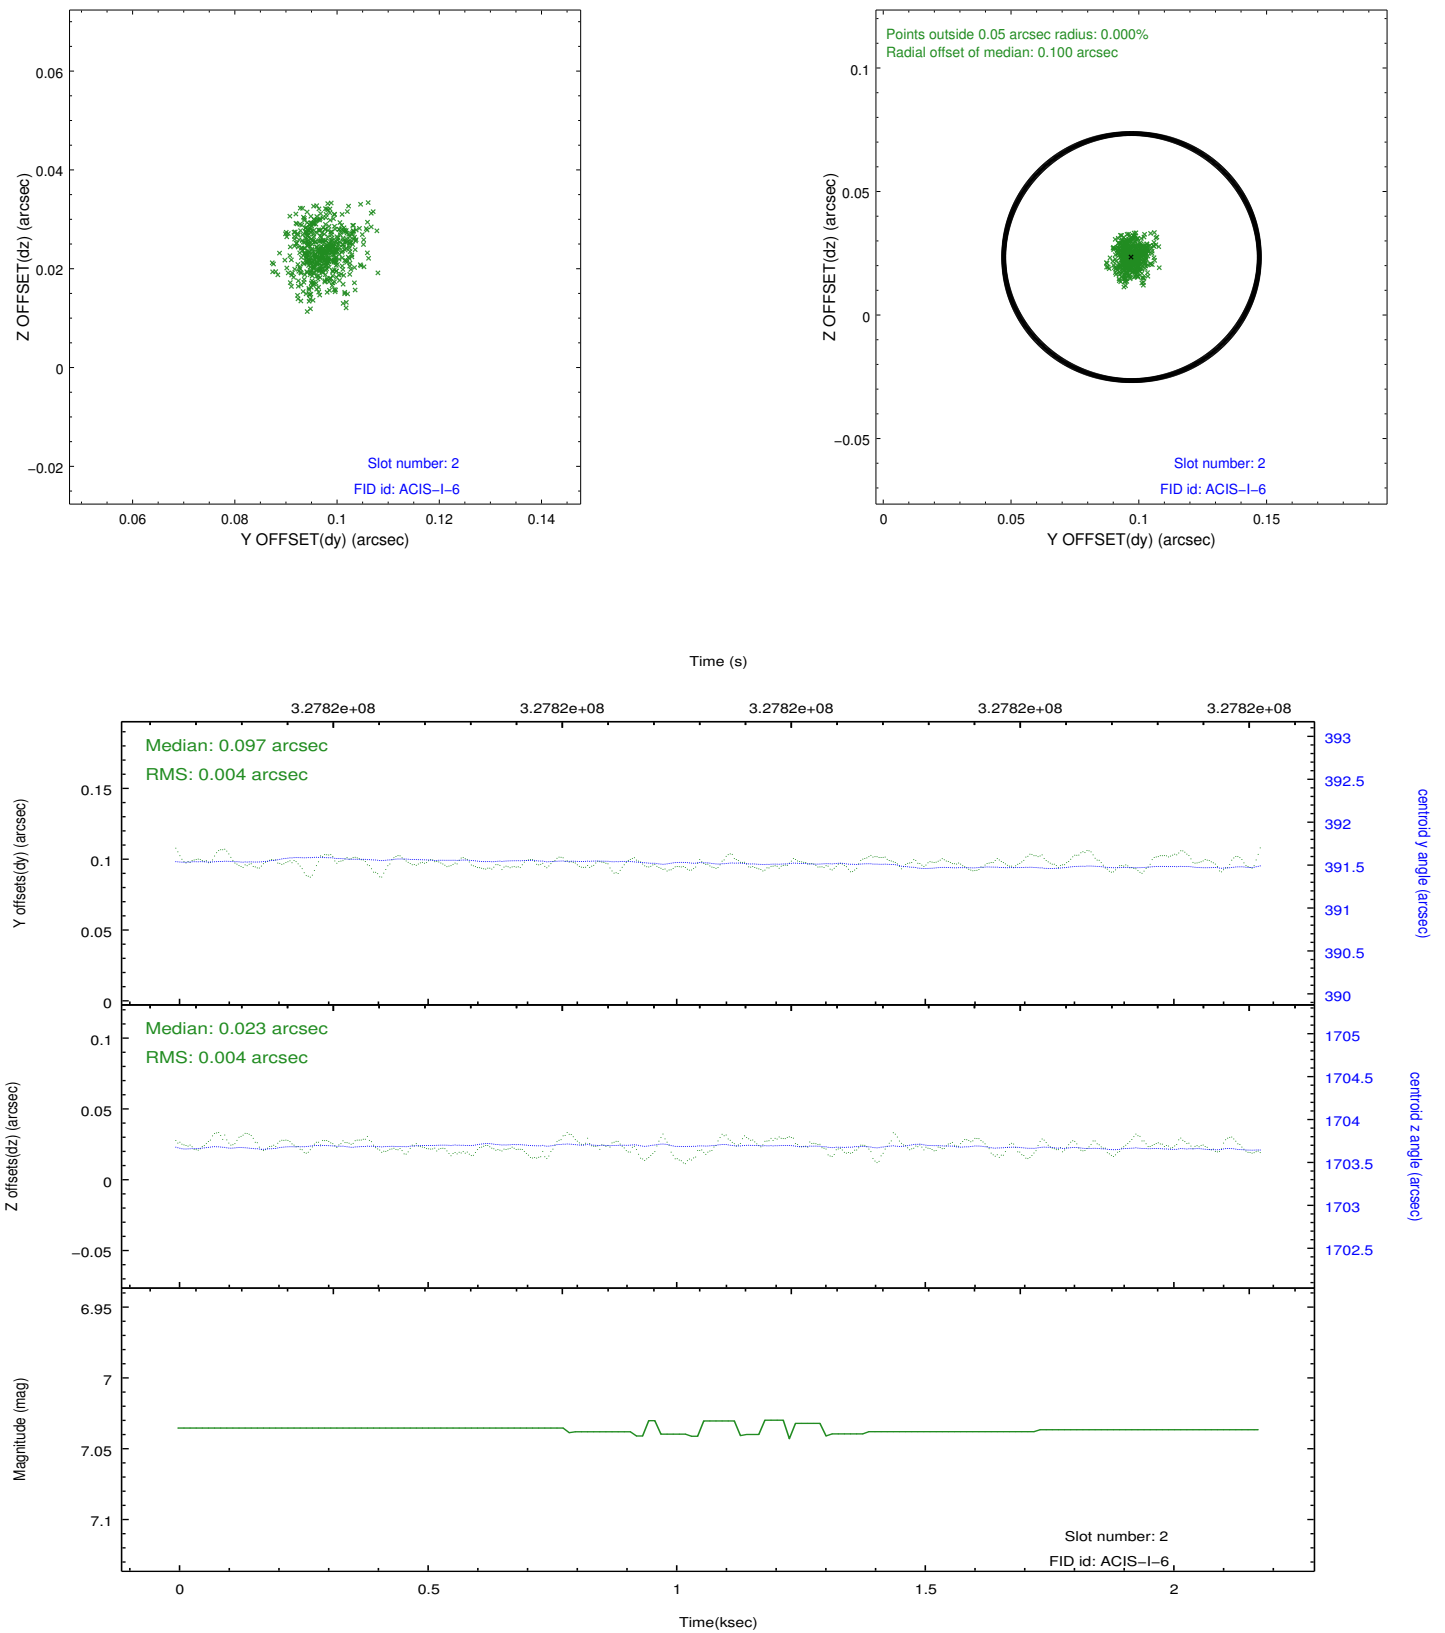 0.06
0.04
0.02
0
−0.02
Z OFFSET(dz) (arcsec)
Slot number: 2
FID id: ACIS−I−6
0.06
0.08
0.1
0.12
0.14
Y OFFSET(dy) (arcsec)
Points outside 0.05 arcsec radius: 0.000%
Radial offset of median: 0.100 arcsec
0.1
0.05
0
−0.05
Z OFFSET(dz) (arcsec)
Slot number: 2
FID id: ACIS−I−6
0
0.05
0.1
0.15
Y OFFSET(dy) (arcsec)
Time (s)
3.2782e+08
3.2782e+08
3.2782e+08
3.2782e+08
3.2782e+08
Median: 0.097 arcsec
RMS: 0.004 arcsec
0.15
0.1
0.05
0
Y offsets(dy) (arcsec)
393
392.5
392
391.5
391
390.5
390
centroid y angle (arcsec)
Median: 0.023 arcsec
RMS: 0.004 arcsec
0.1
0.05
0
−0.05
Z offsets(dz) (arcsec)
1705
1704.5
1704
1703.5
1703
1702.5
centroid z angle (arcsec)
6.95
7
7.05
7.1
Magnitude (mag)
Slot number: 2
FID id: ACIS−I−6
0
0.5
1
1.5
2
Time(ksec)